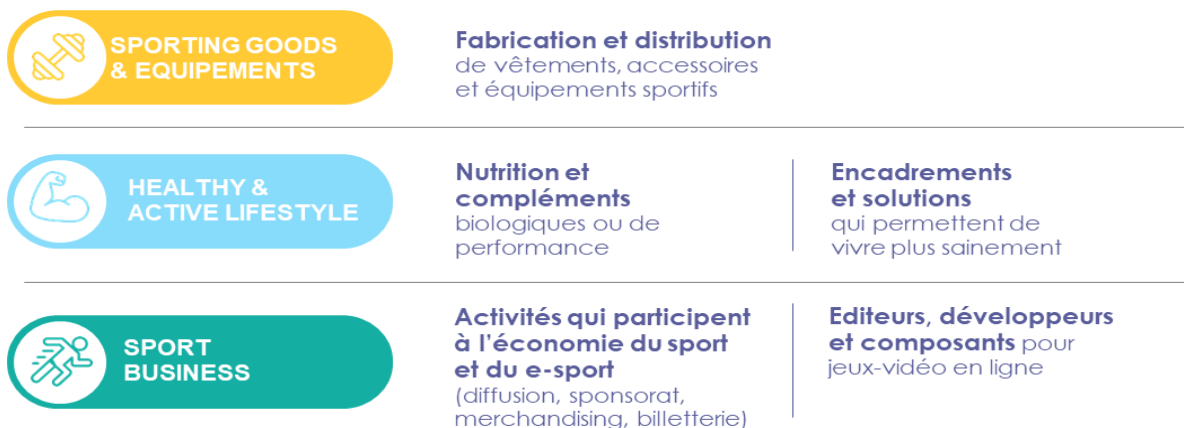 SPORTING GOODS
& EQUIPEMENTS
Fabrication et distribution
de vêtements, accessoires
et équipements sportifs
HEALTHY &
ACTIVE LIFESTYLE
Nutrition et
compléments
biologiques ou de
performance
Encadrements
et solutions
qui permettent de
vivre plus sainement
SPORT
BUSINESS
Activités qui participent
à l’économie du sport
et du e-sport
(diffusion, sponsorat,
merchandising, billetterie)
Editeurs, développeurs
et composants pour
jeux-vidéo en ligne